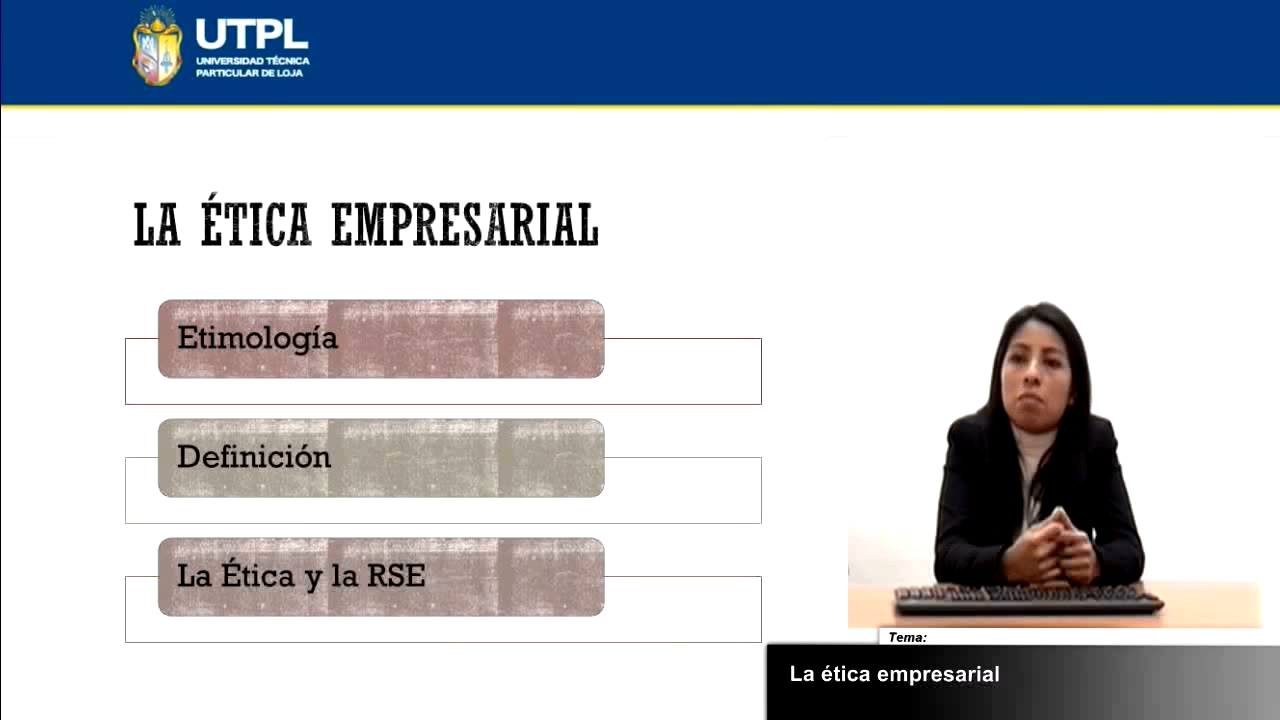 UTPL
UNIVERSIDAD TÉCNICA
PARTICULAR DE LOJA
LA ÉTICA EMPRESARIAL
Etimología
Definición
La Ética y la RSE
Tema:
La ética empresarial